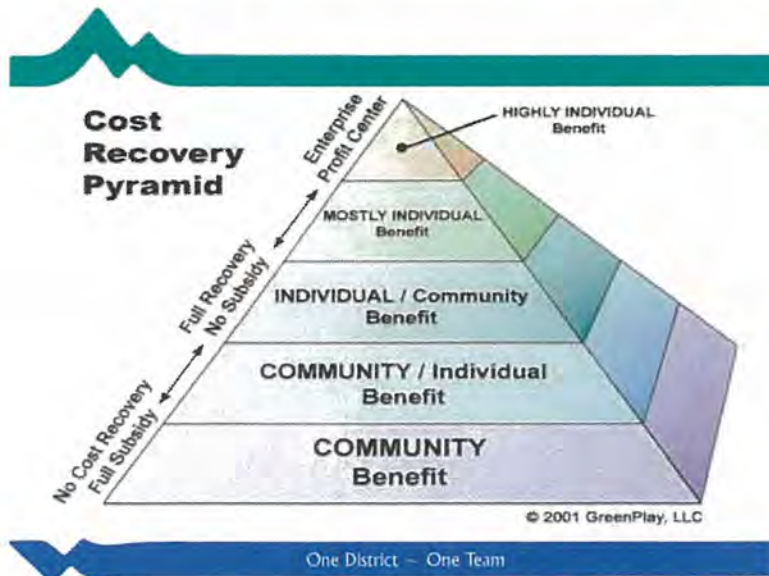 Cost
Recovery
Pyramid
Enterprise
Profit Center
HIGHLY INDIVIDUAL
Benefit
MOSTLY INDIVIDUAL
Benefit
Full Recovery
No Subsidy
INDIVIDUAL / Community
Benefit
COMMUNITY / Individual
Benefit
No Cost Recovery
Full Subsidy
COMMUNITY
Benefit
© 2001 GreenPlay, LLC
One District ~ One Team